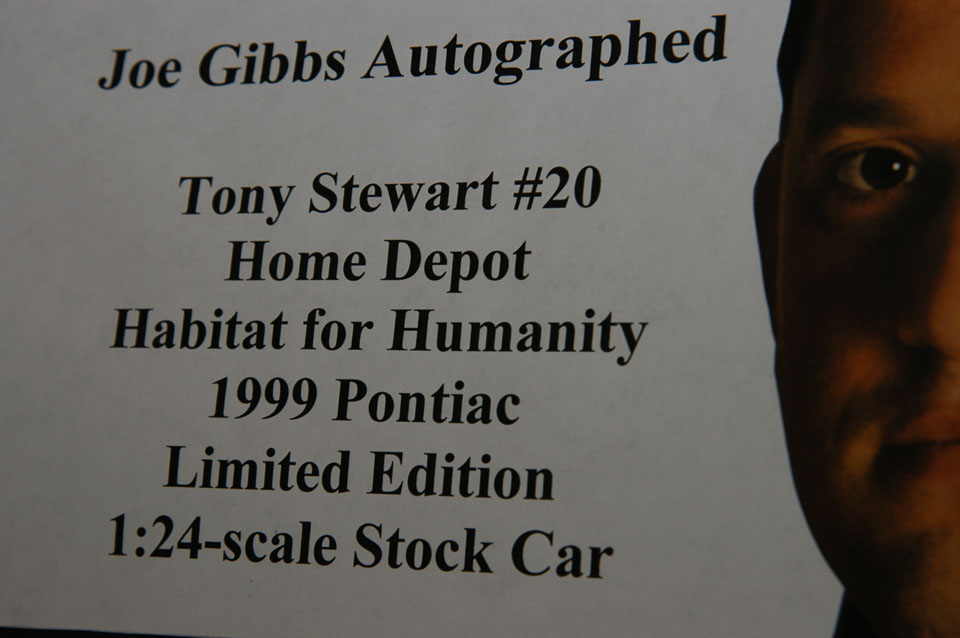 Joe Gibbs Autographed
Tony Stewart #20
Home Depot
Habitat for Humanity
1999 Pontiac
Limited Edition
1:24-scale Stock Car